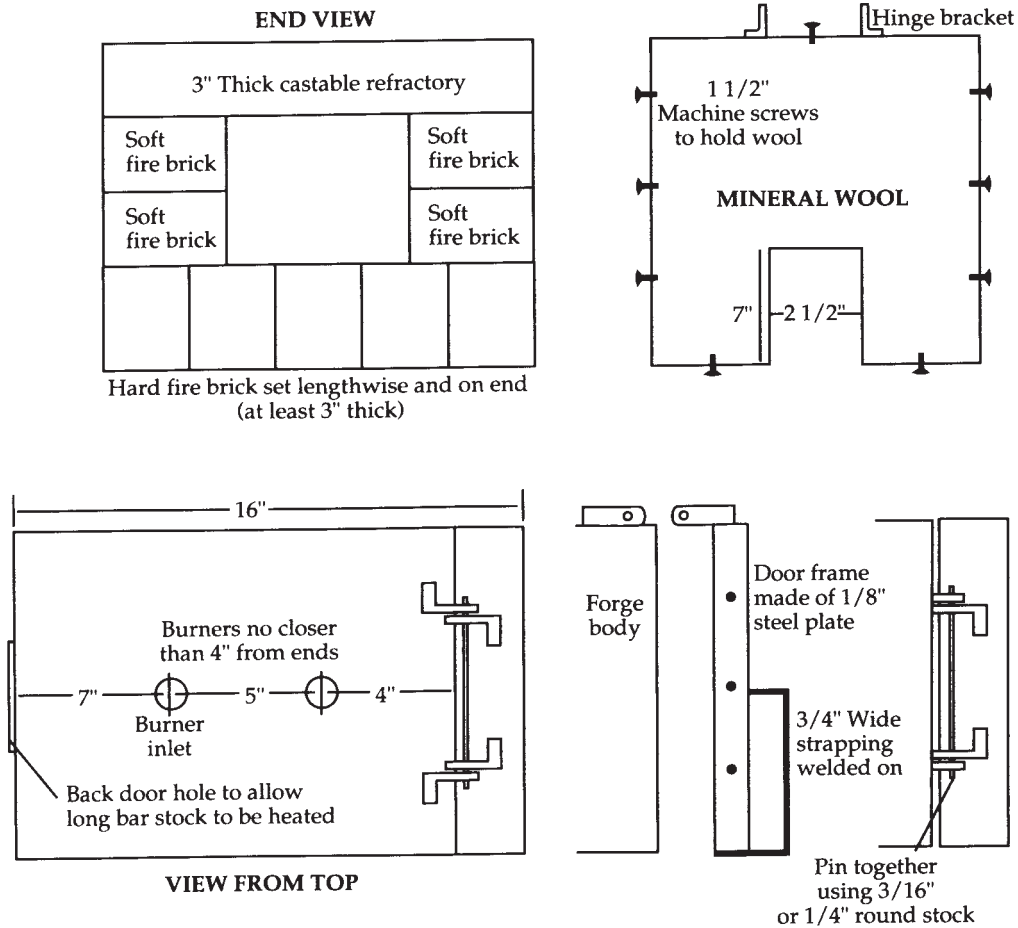 END VIEW
3" Thick castable refractory
Soft
fire brick
Soft
fire brick
Soft
fire brick
Soft
fire brick
Hard fire brick set lengthwise and on end
(at least 3" thick)
Hinge bracket
1 1/2"
Machine screws
to hold wool
MINERAL WOOL
7"
2 1/2"
16"
Burners no closer
than 4" from ends
7"
5"
4"
Burner
inlet
Back door hole to allow
long bar stock to be heated
VIEW FROM TOP
Forge
body
Door frame
made of 1/8"
steel plate
3/4" Wide
strapping
welded on
Pin together
using 3/16"
or 1/4" round stock